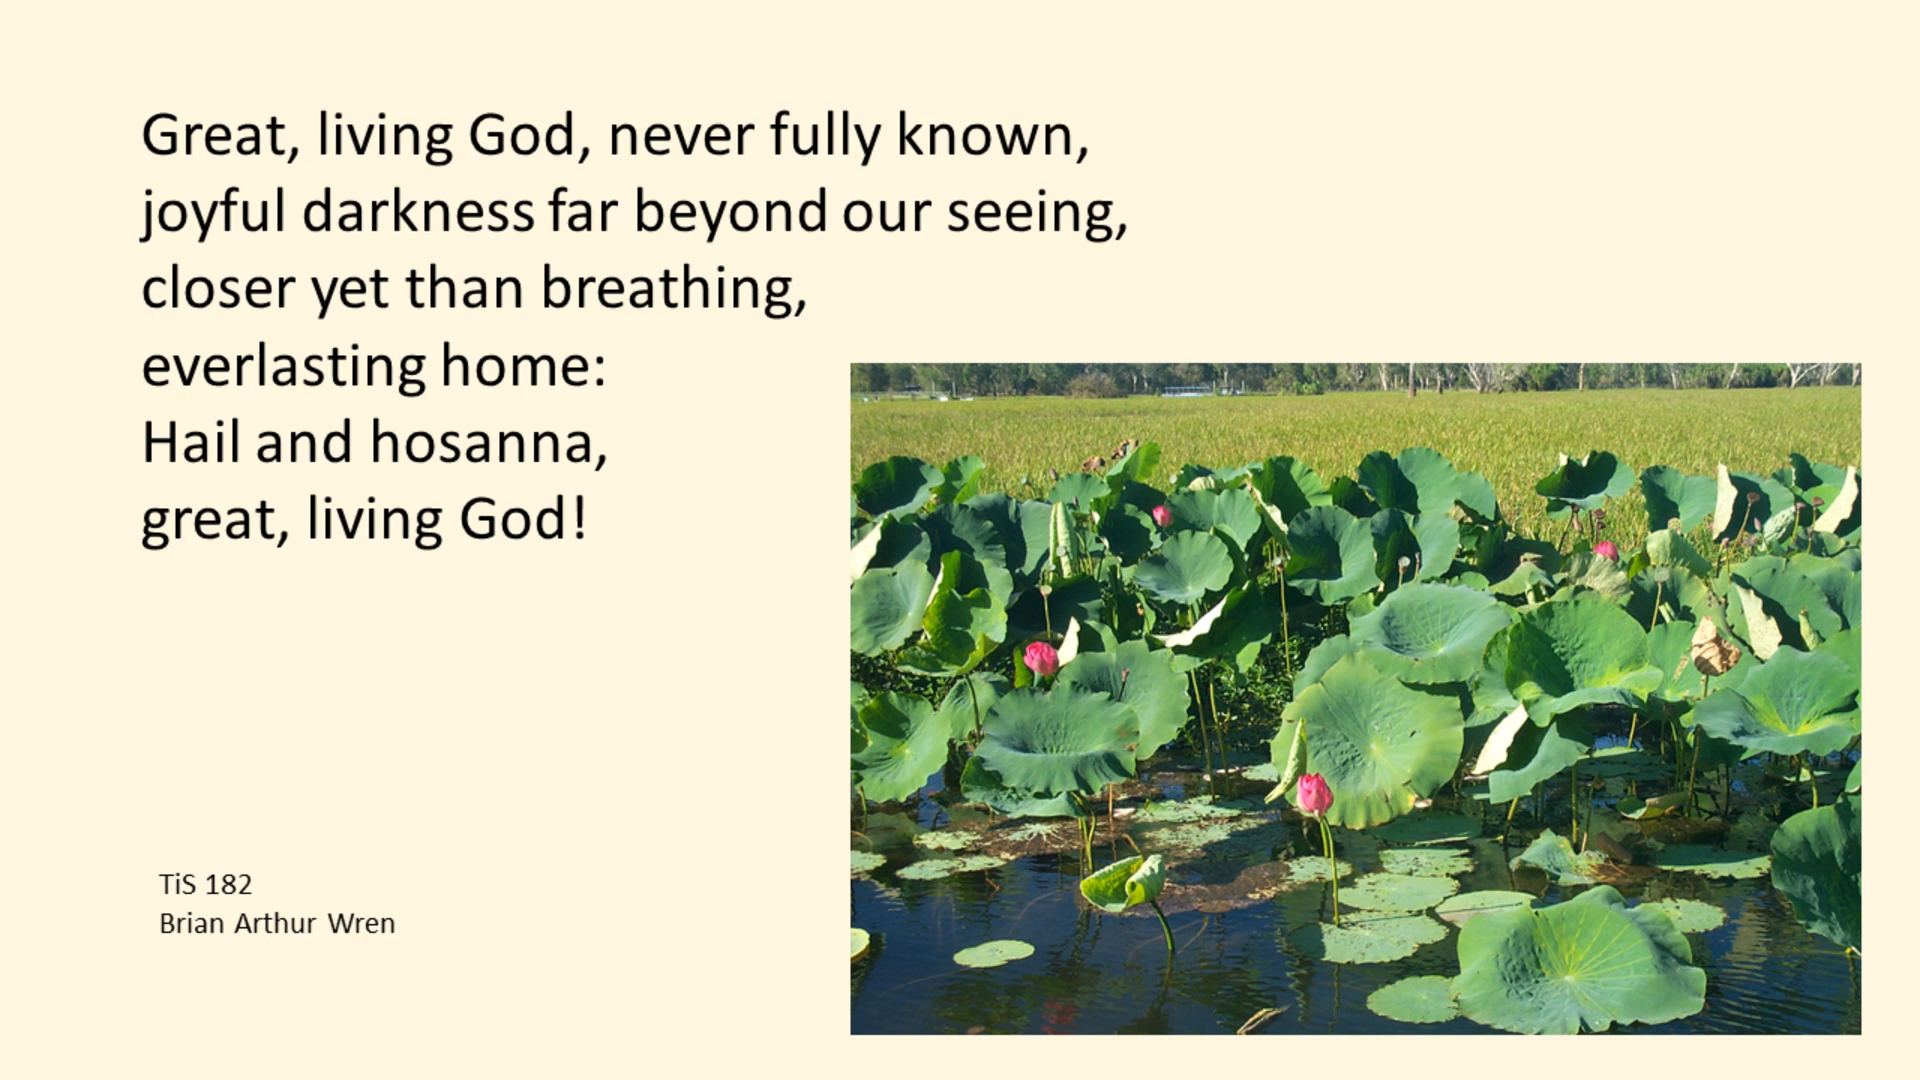 Great, living God, never fully known,
joyful darkness far beyond our seeing,
closer yet than breathing,
everlasting home:
Hail and hosanna,
great, living God!
TiS 182
Brian Arthur Wren